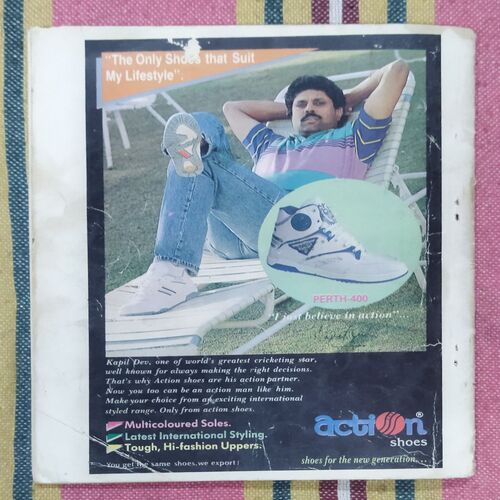 "The Only Shoes that Suit
My Lifestyle".
PERTH-400
"I just believe in action"
Kapil Dev, one of world's greatest cricketing star,
well known for always making the right decisions.
That's why Action shoes are his action partner.
Now you too can be an action man like him.
Make your choice from an exciting international
styled range. Only from action shoes.
Multicoloured Soles.
Latest International Styling.
Tough, Hi-fashion Uppers.
You get the same shoes, we export!
action®
shoes
shoes for the new generation...